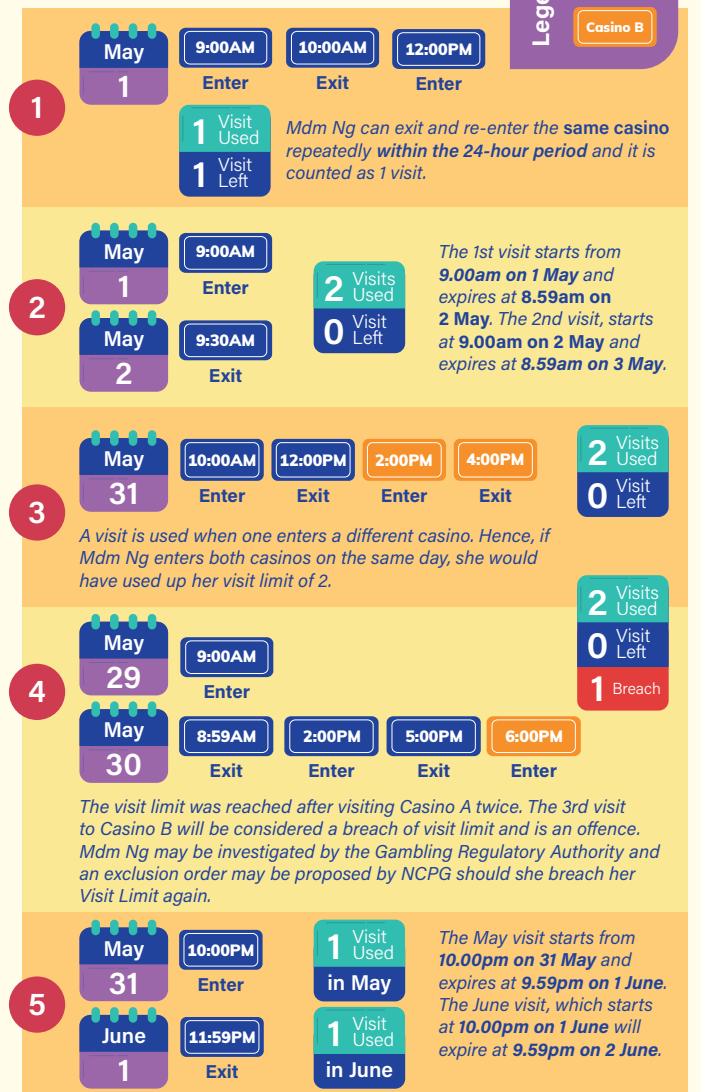 Lege
Casino B
1
May
1
9:00AM
10:00AM
12:00PM
Enter
Exit
Enter
1 Visit Used
1 Visit Left
Mdm Ng can exit and re-enter the same casino
repeatedly within the 24-hour period and it is
counted as 1 visit.
2
May
1
9:00AM
Enter
May
2
9:30AM
Exit
2 Visits Used
0 Visit Left
The 1st visit starts from
9.00am on 1 May and
expires at 8.59am on
2 May. The 2nd visit, starts
at 9.00am on 2 May and
expires at 8.59am on 3 May.
3
May
31
10:00AM
12:00PM
2:00PM
4:00PM
Enter
Exit
Enter
Exit
2 Visits Used
0 Visit Left
A visit is used when one enters a different casino. Hence, if
Mdm Ng enters both casinos on the same day, she would
have used up her visit limit of 2.
4
May
29
9:00AM
Enter
2 Visits Used
0 Visit Left
1 Breach
May
30
8:59AM
2:00PM
5:00PM
6:00PM
Exit
Enter
Exit
Enter
The visit limit was reached after visiting Casino A twice. The 3rd visit
to Casino B will be considered a breach of visit limit and is an offence.
Mdm Ng may be investigated by the Gambling Regulatory Authority and
an exclusion order may be proposed by NCPG should she breach her
Visit Limit again.
5
May
31
10:00PM
Enter
1 Visit Used
in May
June
1
11:59PM
Exit
1 Visit Used
in June
The May visit starts from
10.00pm on 31 May and
expires at 9.59pm on 1 June.
The June visit, which starts
at 10.00pm on 1 June will
expire at 9.59pm on 2 June.